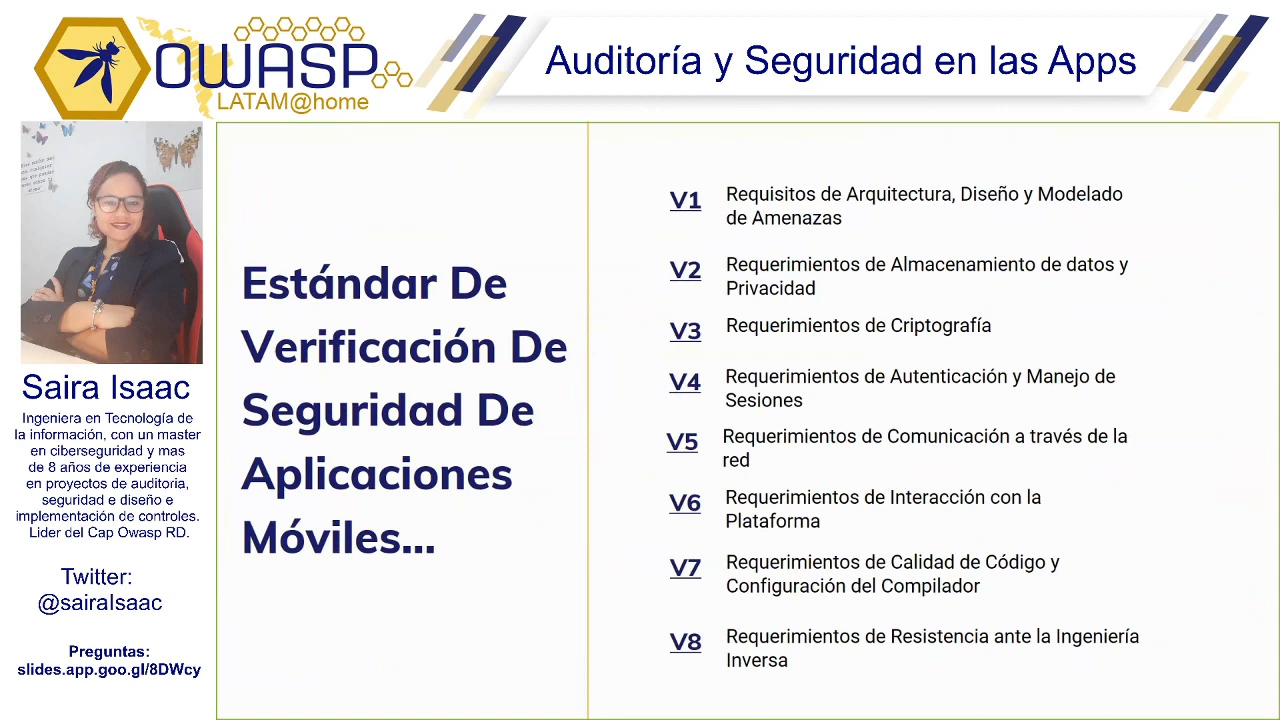 OWASP
LATAM@home
Auditoría y Seguridad en las Apps
Saira Isaac
Ingeniera en Tecnología de
la información, con un master
en ciberseguridad y mas
de 8 años de experiencia
en proyectos de auditoria,
seguridad e diseño e
implementación de controles.
Lider del Cap Owasp RD.
Twitter:
@sairaIsaac
Preguntas:
slides.app.goo.gl/8DWcy
Estándar De
Verificación De
Seguridad De
Aplicaciones
Móviles...
V1 Requisitos de Arquitectura, Diseño y Modelado
de Amenazas
V2 Requerimientos de Almacenamiento de datos y
Privacidad
V3 Requerimientos de Criptografía
V4 Requerimientos de Autenticación y Manejo de
Sesiones
V5 Requerimientos de Comunicación a través de la
red
V6 Requerimientos de Interacción con la
Plataforma
V7 Requerimientos de Calidad de Código y
Configuración del Compilador
V8 Requerimientos de Resistencia ante la Ingeniería
Inversa